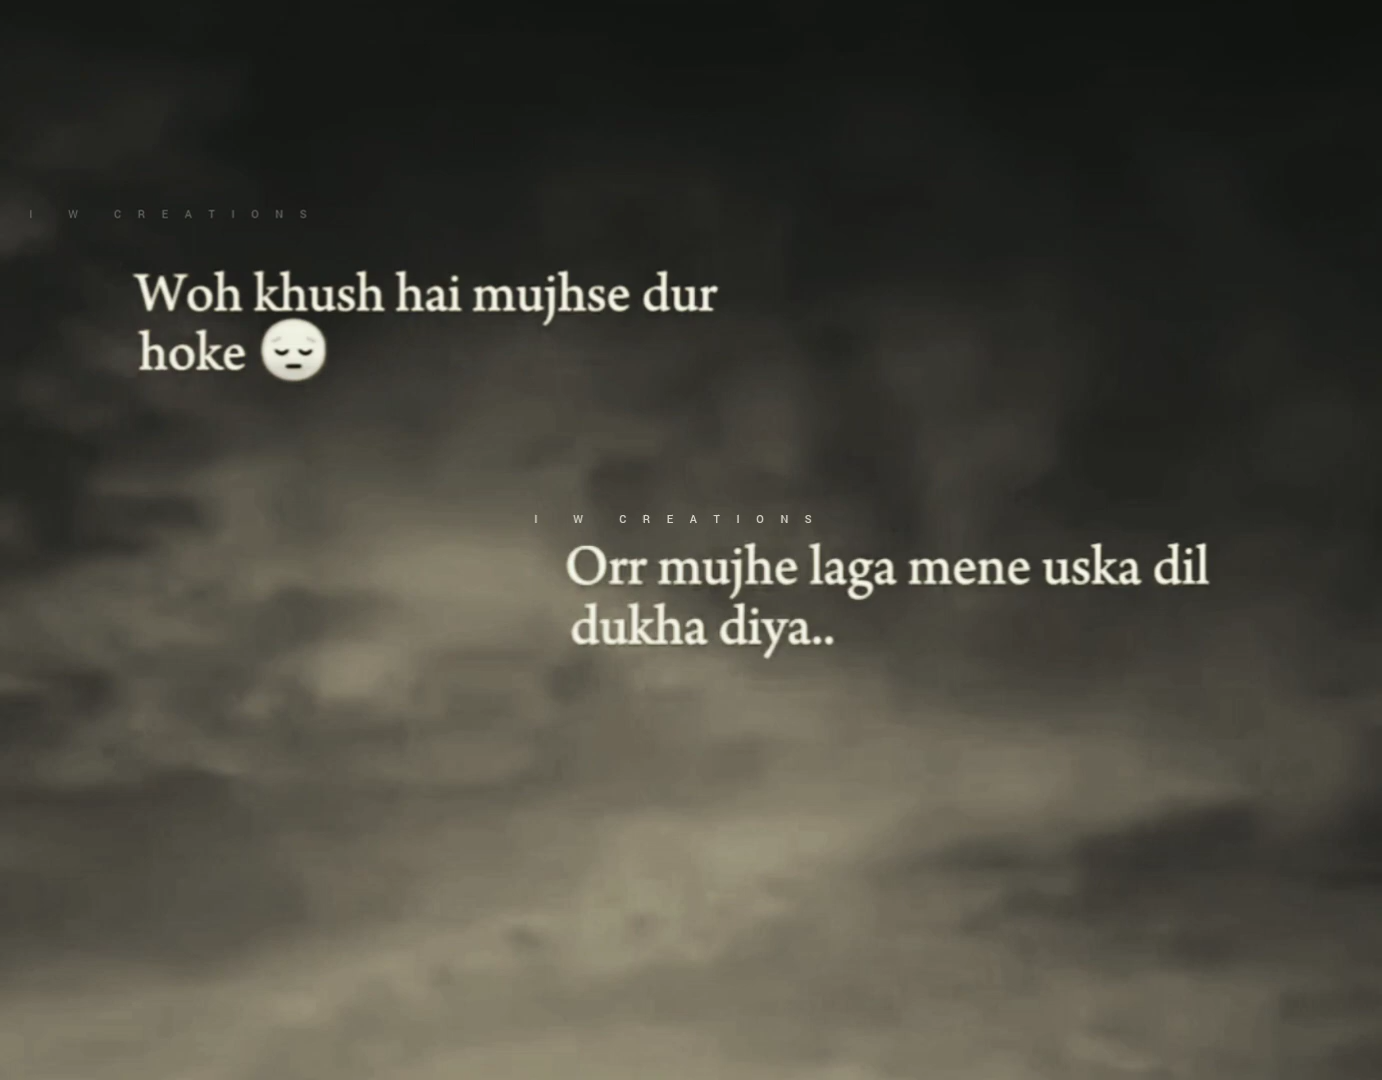 I W CREATIONS
Woh khush hai mujhse dur
hoke 😔
I W CREATIONS
Orr mujhe laga mene uska dil
dukha diya..